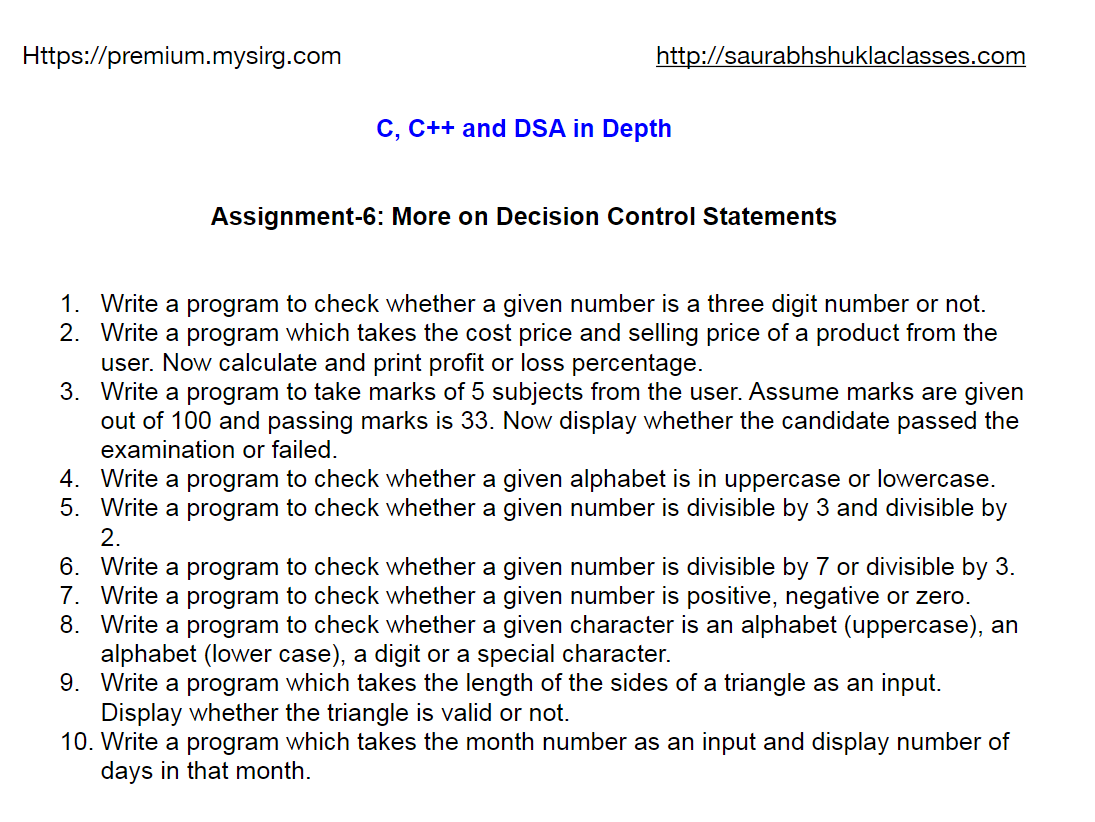 Https://premium.mysirg.com http://saurabhshuklaclasses.com
C, C++ and DSA in Depth
Assignment-6: More on Decision Control Statements
1. Write a program to check whether a given number is a three digit number or not.
2. Write a program which takes the cost price and selling price of a product from the
user. Now calculate and print profit or loss percentage.
3. Write a program to take marks of 5 subjects from the user. Assume marks are given
out of 100 and passing marks is 33. Now display whether the candidate passed the
examination or failed.
4. Write a program to check whether a given alphabet is in uppercase or lowercase.
5. Write a program to check whether a given number is divisible by 3 and divisible by
2.
6. Write a program to check whether a given number is divisible by 7 or divisible by 3.
7. Write a program to check whether a given number is positive, negative or zero.
8. Write a program to check whether a given character is an alphabet (uppercase), an
alphabet (lower case), a digit or a special character.
9. Write a program which takes the length of the sides of a triangle as an input.
Display whether the triangle is valid or not.
10. Write a program which takes the month number as an input and display number of
days in that month.